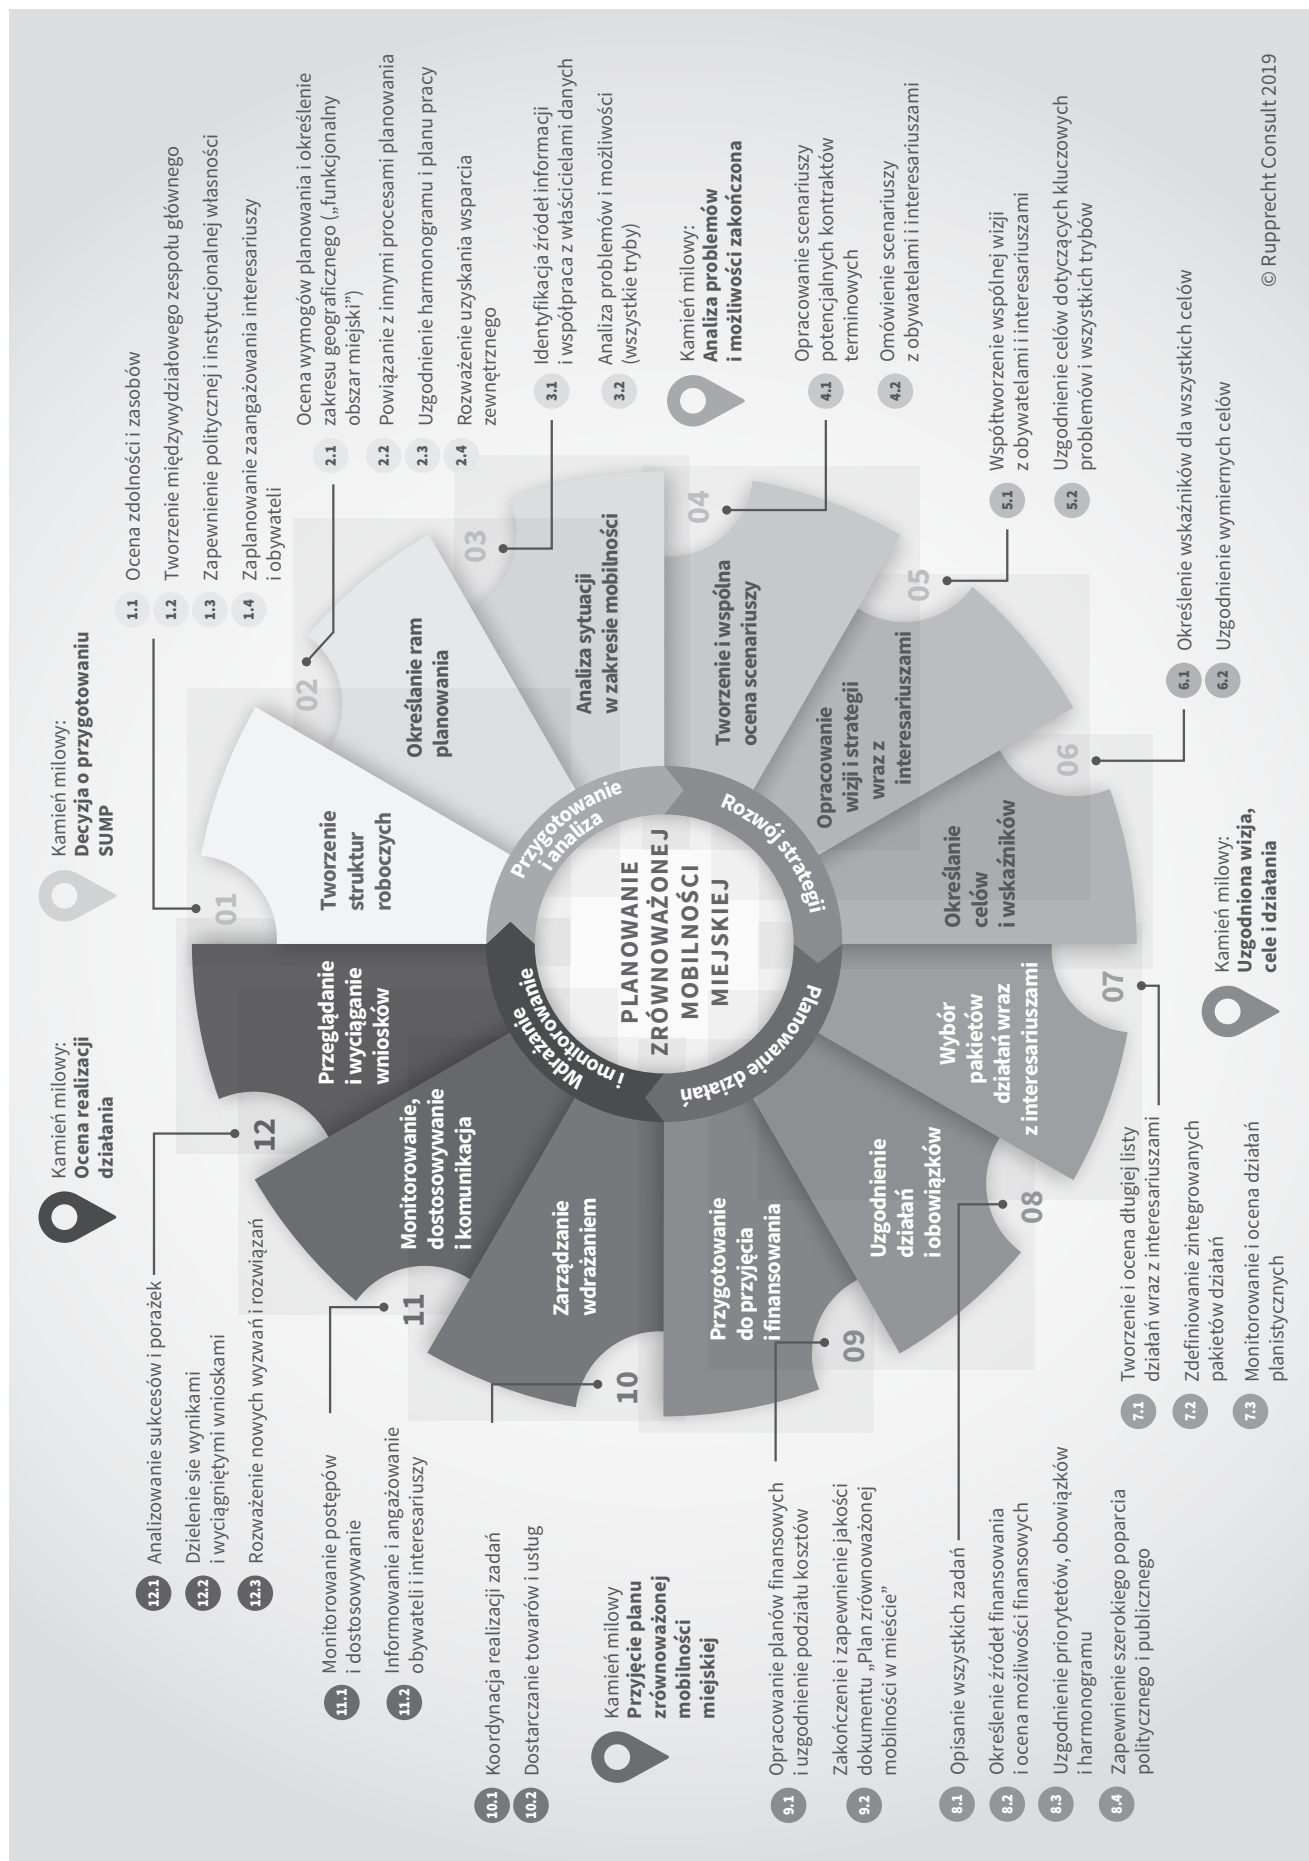 PLANOWANIE
ZRÓWNOWAŻONEJ
MOBILNOŚCI
MIEJSKIEJ
Przygotowanie
i analiza
Rozwój strategii
Planowanie działań
Wdrażanie
i monitorowanie
Kamień milowy:
Decyzja o przygotowaniu
SUMP
01
Tworzenie
struktur
roboczych
1.1 Ocena zdolności i zasobów
1.2 Tworzenie międzywydziałowego zespołu głównego
1.3 Zapewnienie politycznej i instytucjonalnej własności
1.4 Zaplanowanie zaangażowania interesariuszy
i obywateli
02
Określanie ram
planowania
2.1 Ocena wymogów planowania i określenie
zakresu geograficznego („funkcjonalny
obszar miejski”)
2.2 Powiązanie z innymi procesami planowania
2.3 Uzgodnienie harmonogramu i planu pracy
2.4 Rozważenie uzyskania wsparcia
zewnętrznego
03
Analiza sytuacji
w zakresie mobilności
3.1 Identyfikacja źródeł informacji
i współpraca z właścicielami danych
3.2 Analiza problemów i możliwości
(wszystkie tryby)
Kamień milowy:
Analiza problemów
i możliwości zakończona
04
Tworzenie i wspólna
ocena scenariuszy
4.1 Opracowanie scenariuszy
potencjalnych kontraktów
terminowych
4.2 Omówienie scenariuszy
z obywatelami i interesariuszami
05
Opracowanie
wizji i strategii
wraz z
interesariuszami
5.1 Współtworzenie wspólnej wizji
z obywatelami i interesariuszami
5.2 Uzgodnienie celów dotyczących kluczowych
problemów i wszystkich trybów
06
Określanie
celów
i wskaźników
6.1 Określenie wskaźników dla wszystkich celów
6.2 Uzgodnienie wymiernych celów
Kamień milowy:
Uzgodniona wizja,
cele i działania
07
Wybór
pakietów
działań wraz
z interesariuszami
7.1 Tworzenie i ocena długiej listy
działań wraz z interesariuszami
7.2 Zdefiniowanie zintegrowanych
pakietów działań
7.3 Monitorowanie i ocena działań
planistycznych
08
Uzgodnienie
działań
i obowiązków
8.1 Opisanie wszystkich zadań
8.2 Określenie źródeł finansowania
i ocena możliwości finansowych
8.3 Uzgodnienie priorytetów, obowiązków
i harmonogramu
8.4 Zapewnienie szerokiego poparcia
politycznego i publicznego
09
Przygotowanie
do przyjęcia
i finansowania
9.1 Opracowanie planów finansowych
i uzgodnienie podziału kosztów
9.2 Zakończenie i zapewnienie jakości
dokumentu „Plan zrównoważonej
mobilności w mieście”
Kamień milowy
Przyjęcie planu
zrównoważonej
mobilności
miejskiej
10
Zarządzanie
wdrażaniem
10.1 Koordynacja realizacji zadań
10.2 Dostarczanie towarów i usług
11
Monitorowanie,
dostosowywanie
i komunikacja
11.1 Monitorowanie postępów
i dostosowywanie
11.2 Informowanie i angażowanie
obywateli i interesariuszy
12
Przeglądanie
i wyciąganie
wniosków
12.1 Analizowanie sukcesów i porażek
12.2 Dzielenie sie wynikami
i wyciągniętymi wnioskami
12.3 Rozważenie nowych wyzwań i rozwiązań
Kamień milowy:
Ocena realizacji
działania
© Rupprecht Consult 2019